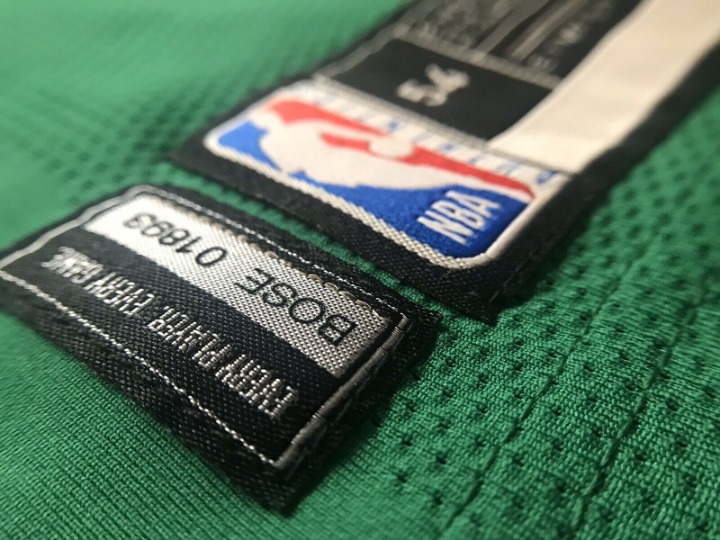 54
NBA
BOSE 01893
EVERY PLAYER. EVERY GAME.